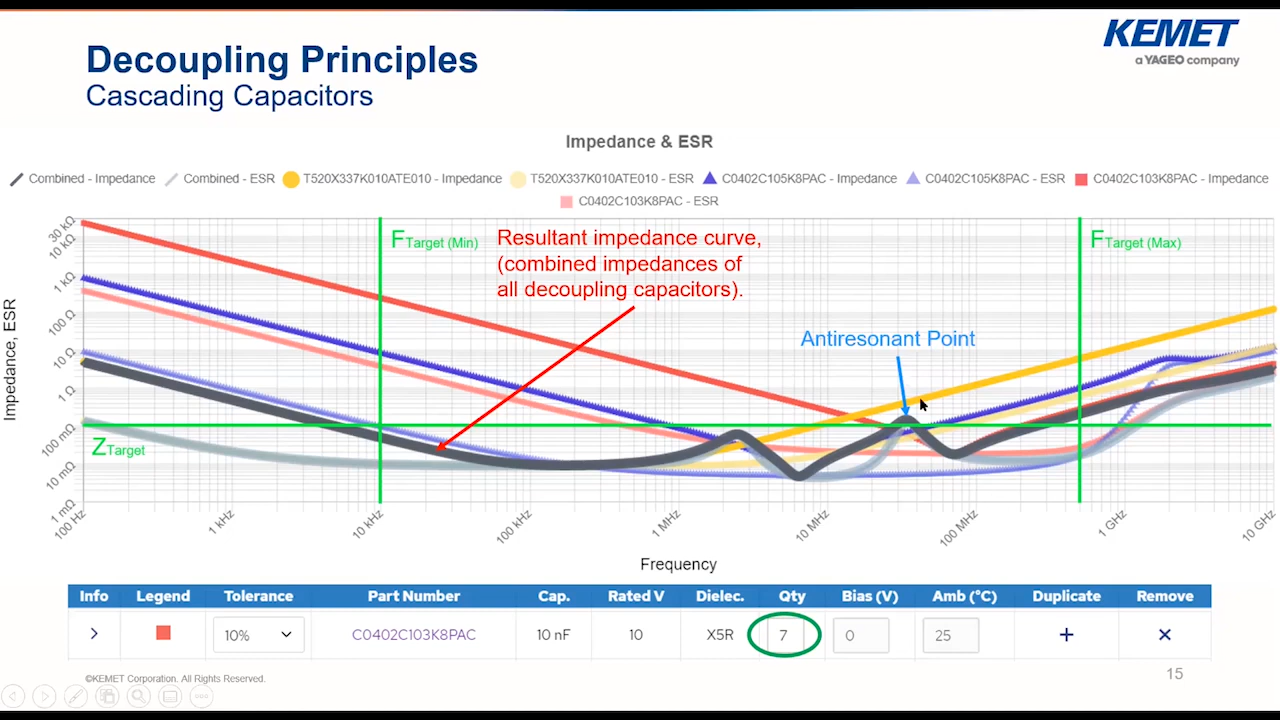 KEMET
a YAGEO company
Decoupling Principles
Cascading Capacitors
Impedance & ESR
Combined - Impedance Combined - ESR T520X337K010ATE010 - Impedance T520X337K010ATE010 - ESR C0402C105K8PAC - Impedance C0402C105K8PAC - ESR C0402C103K8PAC - Impedance
C0402C103K8PAC - ESR
30 kΩ
10 kΩ
1 kΩ
100 Ω
10 Ω
1 Ω
100 mΩ
10 mΩ
1 mΩ
Impedance, ESR
FTarget (Min)
Resultant impedance curve,
(combined impedances of
all decoupling capacitors).
FTarget (Max)
Antiresonant Point
ZTarget
100 Hz 1 kHz 10 kHz 100 kHz 1 MHz 10 MHz 100 MHz 1 GHz 10 GHz
Frequency
Info Legend Tolerance Part Number Cap. Rated V Dielec. Qty Bias (V) Amb (°C) Duplicate Remove
10% C0402C103K8PAC 10 nF 10 X5R 7 0 25
©KEMET Corporation. All Rights Reserved.
15